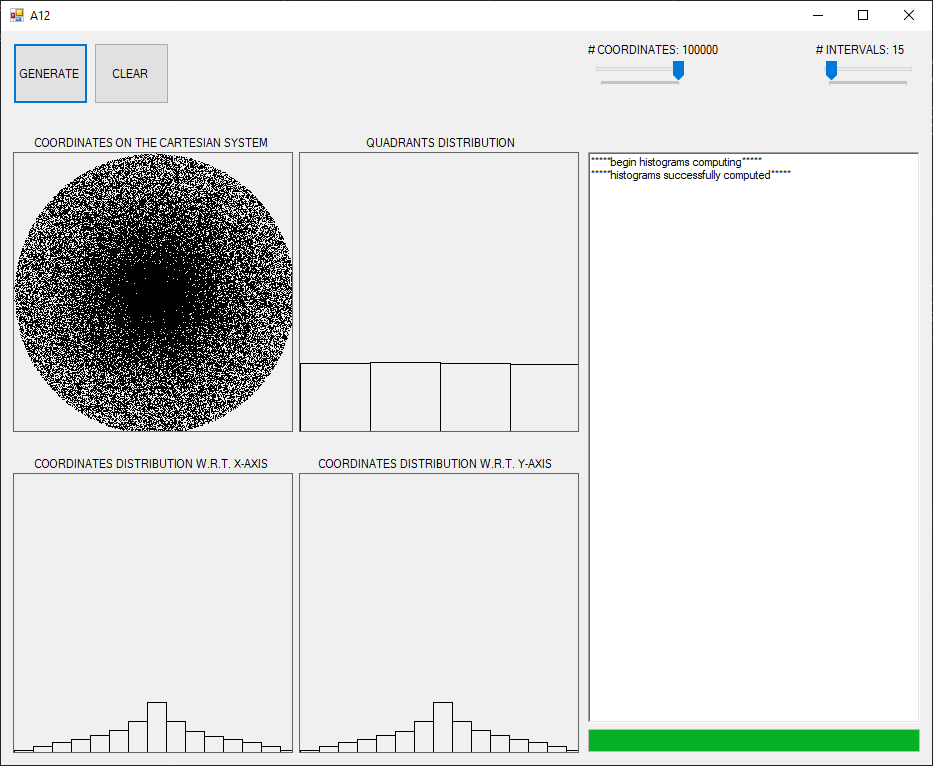 A12
GENERATE
CLEAR
# COORDINATES: 100000
# INTERVALS: 15
COORDINATES ON THE CARTESIAN SYSTEM
QUADRANTS DISTRIBUTION
*****begin histograms computing*****
*****histograms successfully computed*****
COORDINATES DISTRIBUTION W.R.T. X-AXIS
COORDINATES DISTRIBUTION W.R.T. Y-AXIS